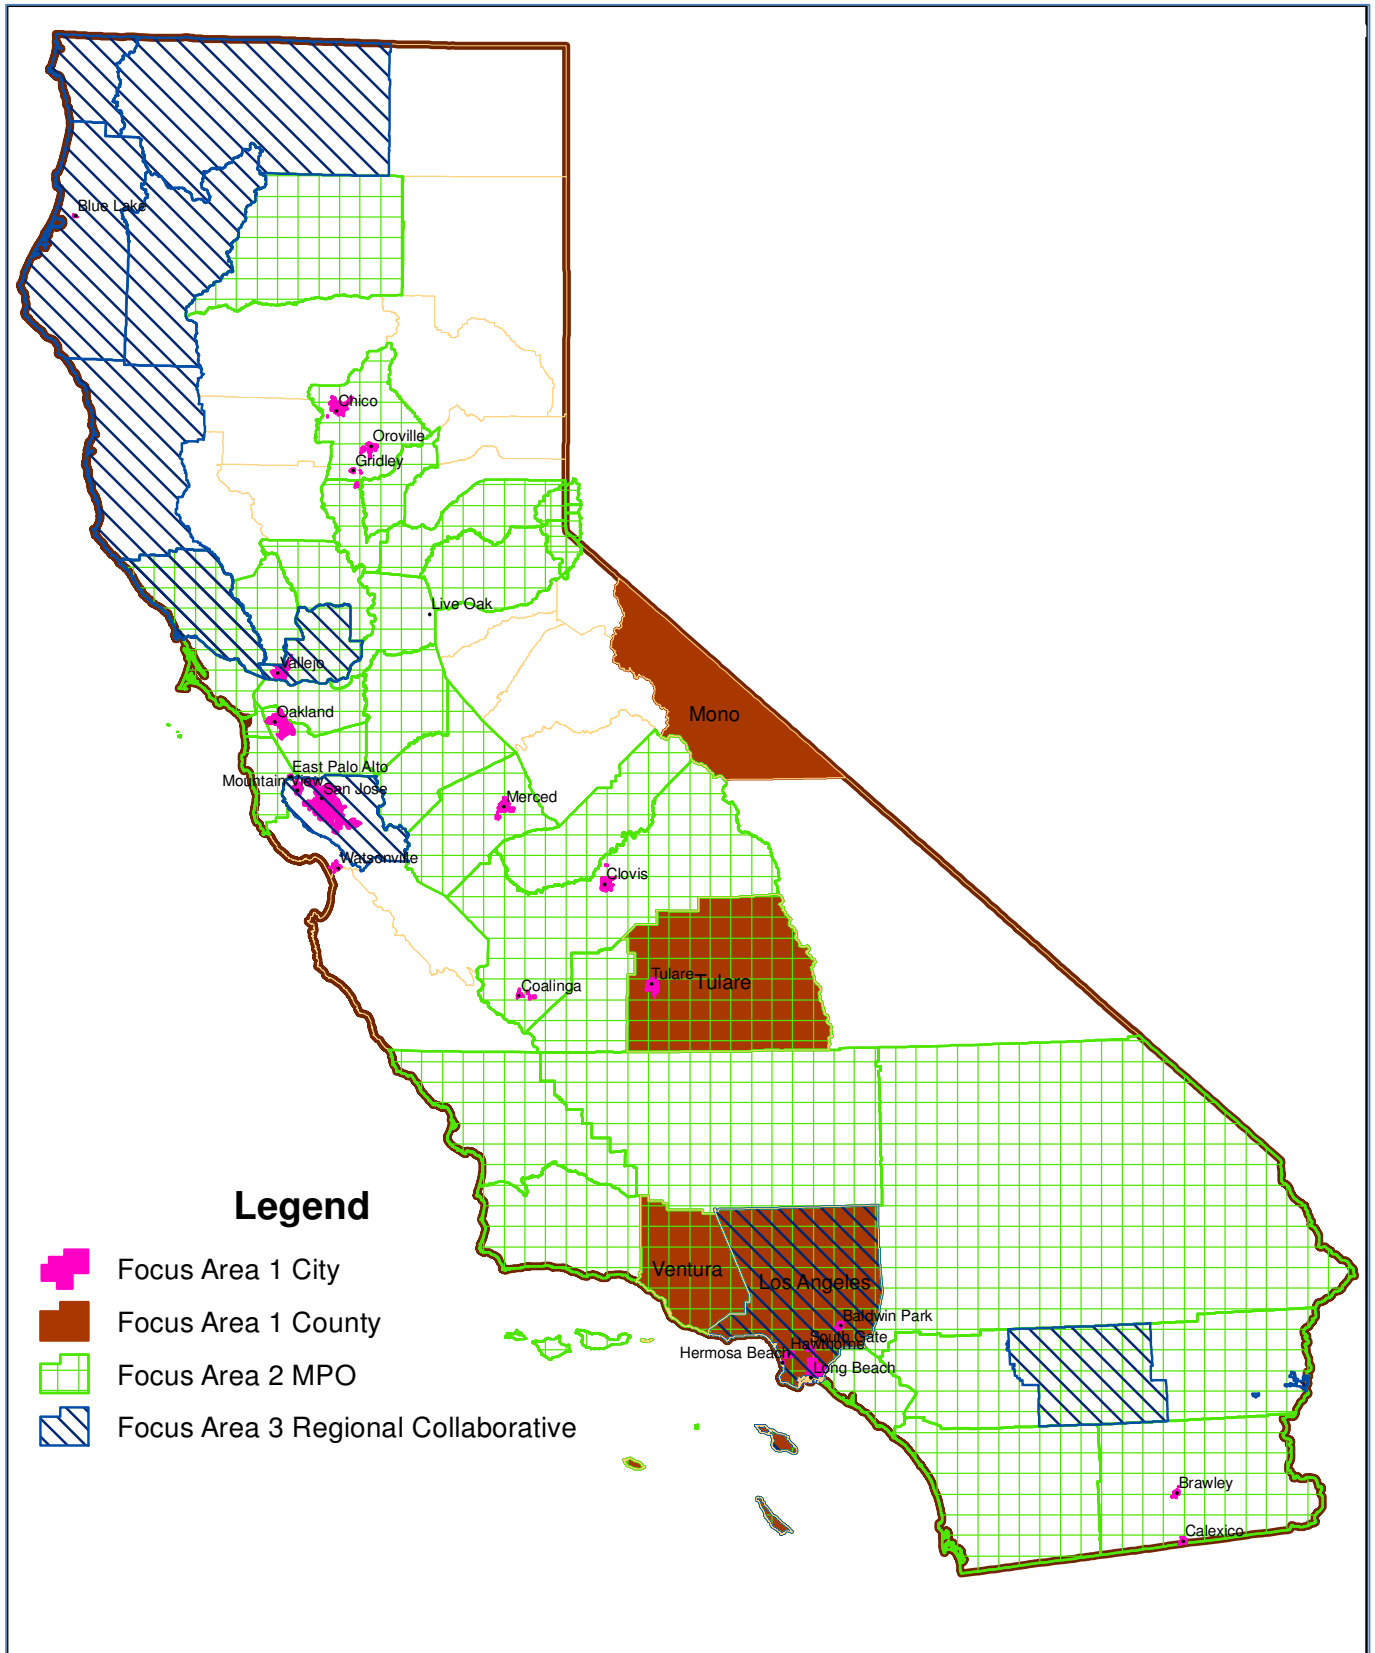 Blue Lake
Chico
Oroville
Gridley
Live Oak
Vallejo
Mono
Oakland
East Palo Alto
Mountain View
San Jose
Merced
Watsonville
Clovis
Tulare
Tulare
Coalinga
Legend
Focus Area 1 City
Focus Area 1 County
Focus Area 2 MPO
Focus Area 3 Regional Collaborative
Ventura
Los Angeles
Baldwin Park
South Gate
Hawthorne
Hermosa Beach
Long Beach
Brawley
Calexico